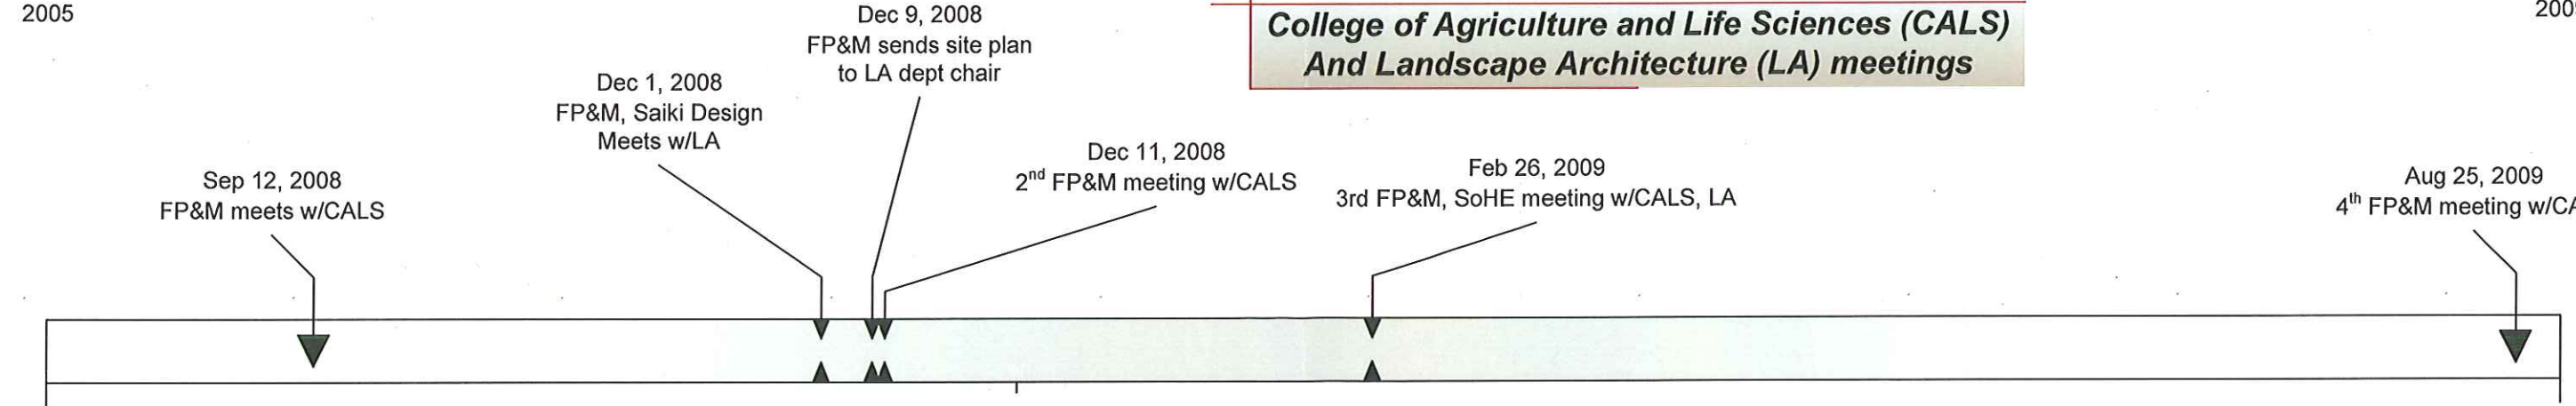 2005
College of Agriculture and Life Sciences (CALS)
And Landscape Architecture (LA) meetings
Dec 9, 2008
FP&M sends site plan
to LA dept chair
Dec 1, 2008
FP&M, Saiki Design
Meets w/LA
Dec 11, 2008
2nd FP&M meeting w/CALS
Feb 26, 2009
3rd FP&M, SoHE meeting w/CALS, LA
Sep 12, 2008
FP&M meets w/CALS
Aug 25, 2009
4th FP&M meeting